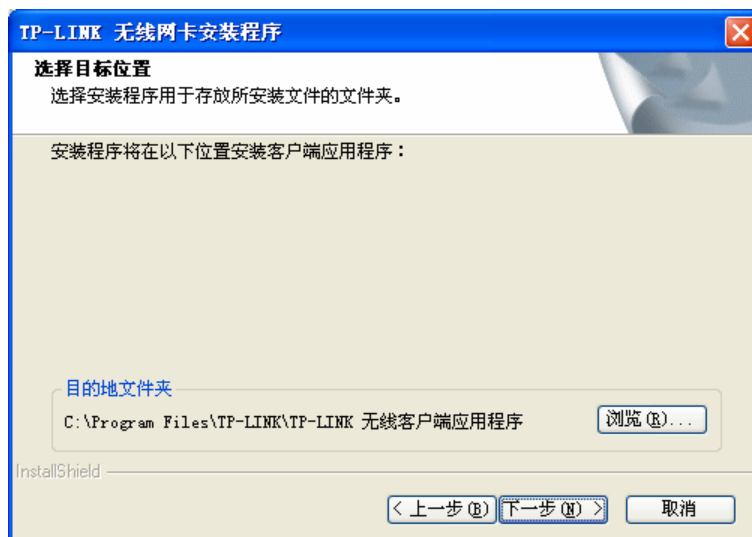 TP-LINK 无线网卡安装程序
选择目标位置
选择安装程序用于存放所安装文件的文件夹。
安装程序将在以下位置安装客户端应用程序：
目的地文件夹
C:\Program Files\TP-LINK\TP-LINK 无线客户端应用程序
浏览(R)...
InstallShield
< 上一步(B) 下一步(N) > 取消